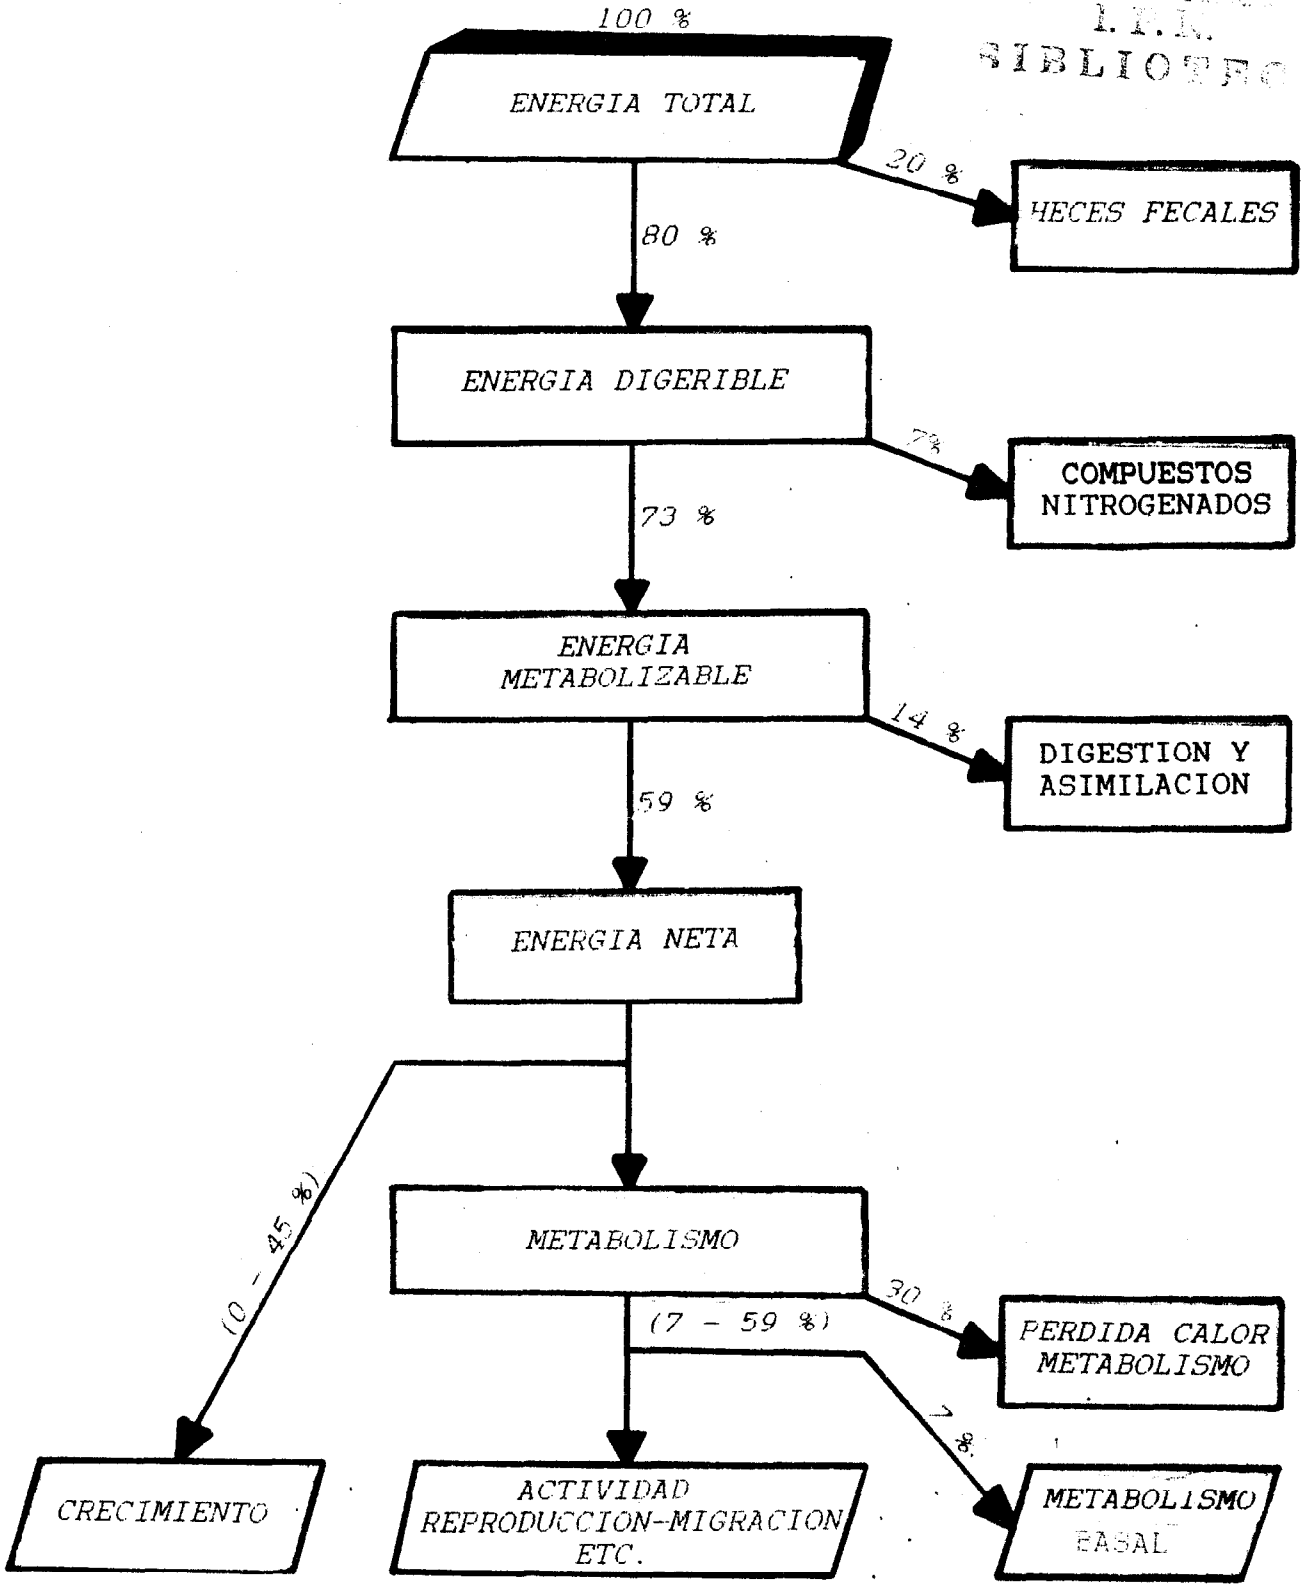 100 %
ENERGIA TOTAL
20 %
HECES FECALES
80 %
ENERGIA DIGERIBLE
7%
COMPUESTOS
NITROGENADOS
73 %
ENERGIA
METABOLIZABLE
14 %
DIGESTION Y
ASIMILACION
59 %
ENERGIA NETA
(0 - 45 %)
METABOLISMO
30 %
(7 - 59 %)
PERDIDA CALOR
METABOLISMO
7 %
CRECIMIENTO
ACTIVIDAD
REPRODUCCION-MIGRACION
ETC.
METABOLISMO
BASAL